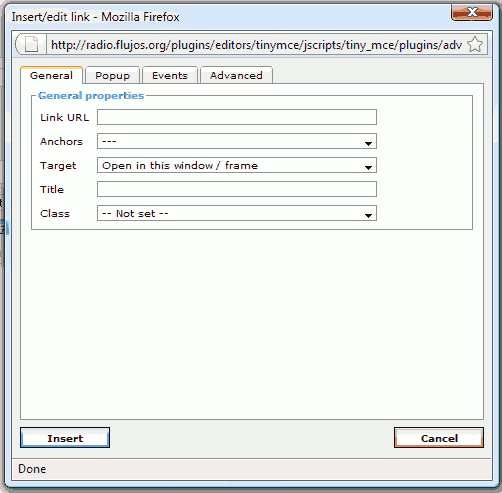 Insert/edit link - Mozilla Firefox
http://radio.flujos.org/plugins/editors/tinymce/jscripts/tiny_mce/plugins/adv
General Popup Events Advanced
General properties
Link URL
Anchors ---
Target Open in this window / frame
Title
Class -- Not set --
Insert Cancel
Done